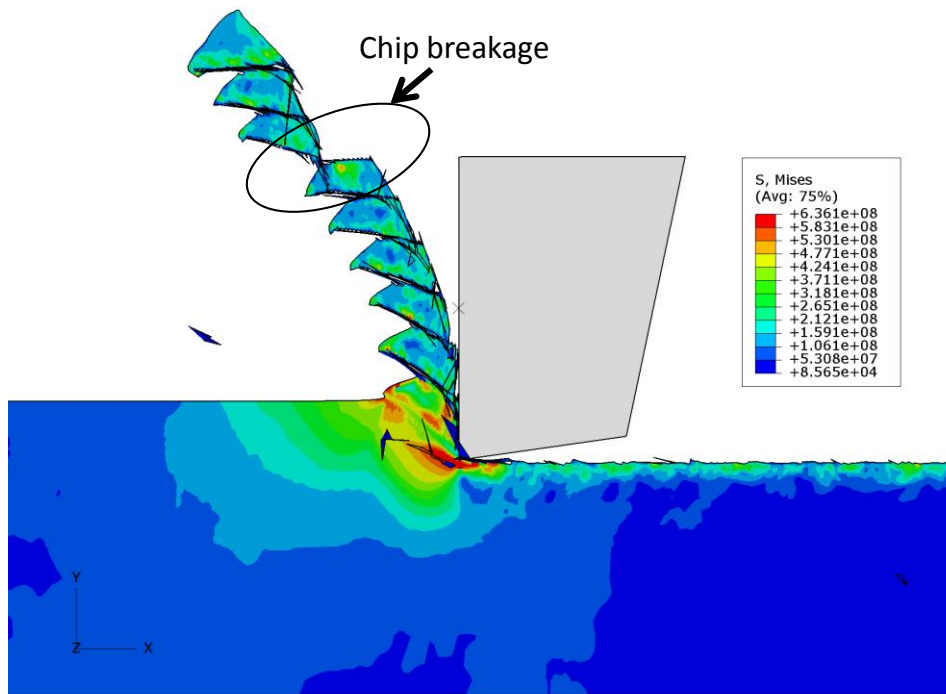 Chip breakage
S, Mises
(Avg: 75%)
+6.361e+08
+5.831e+08
+5.301e+08
+4.771e+08
+4.241e+08
+3.711e+08
+3.181e+08
+2.651e+08
+2.121e+08
+1.591e+08
+1.061e+08
+5.308e+07
+8.565e+04
Y
Z X